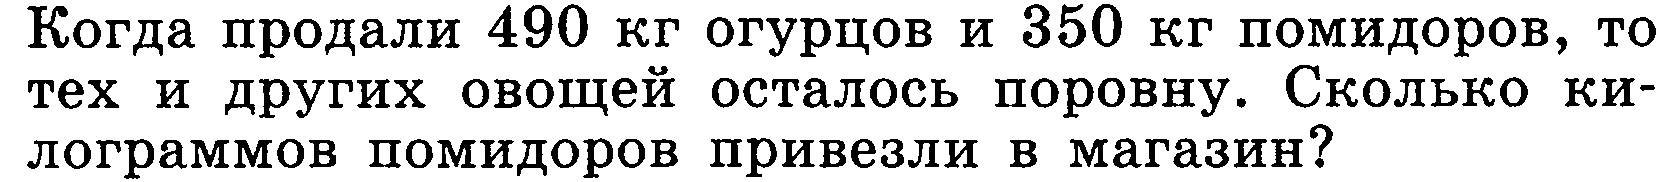 Когда продали 490 кг огурцов и 350 кг помидоров, то
тех и других овощей осталось поровну. Сколько ки-
лограммов помидоров привезли в магазин?